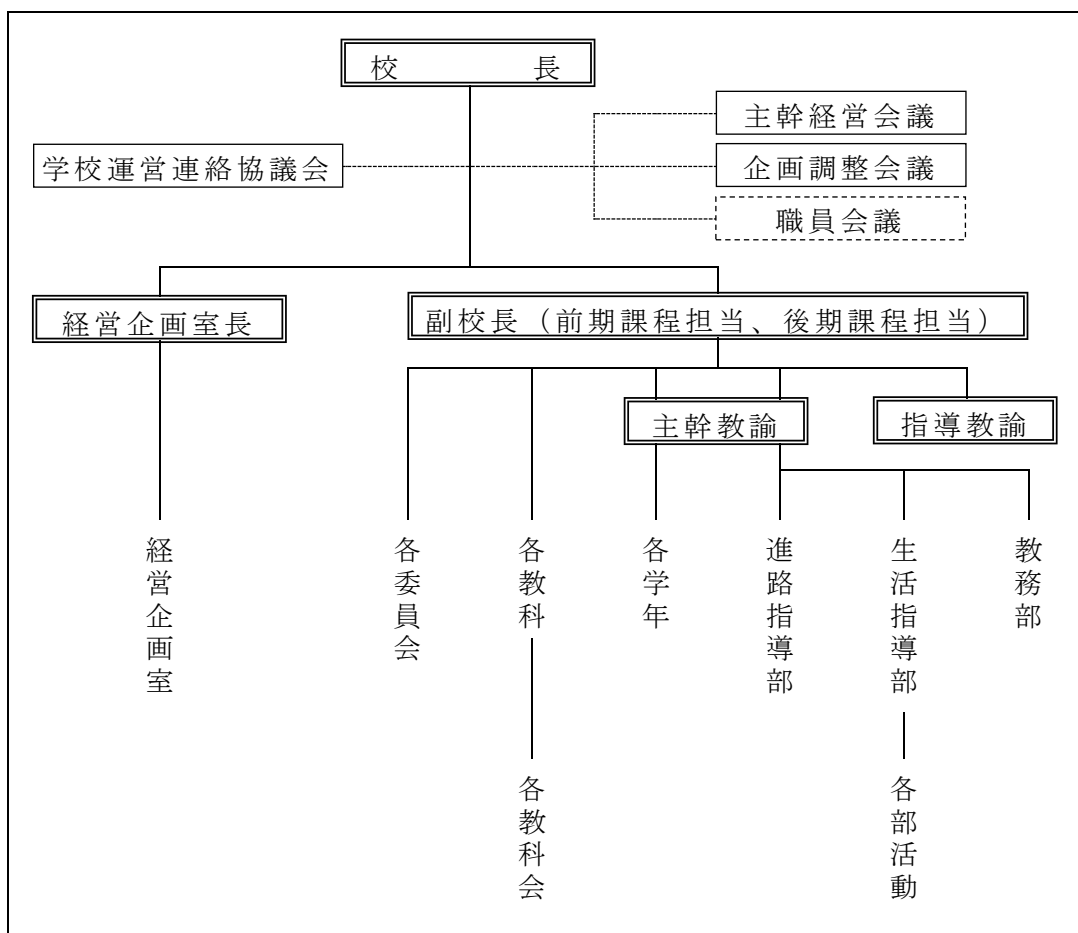 校長
主幹経営会議
学校運営連絡協議会
企画調整会議
職員会議
経営企画室長
副校長（前期課程担当、後期課程担当）
主幹教諭
指導教諭
経営企画室
各委員会
各教科
各学年
進路指導部
生活指導部
教務部
各教科会
各部活動